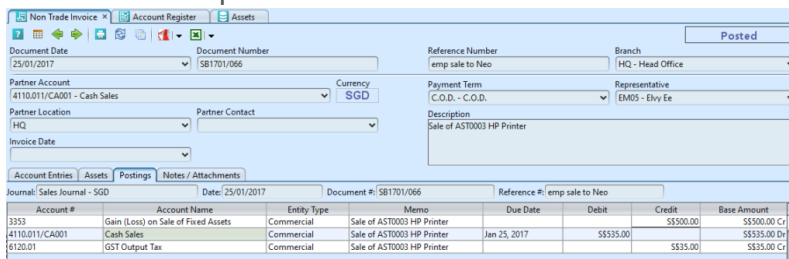 Non Trade Invoice × Account Register Assets
Posted
Document Date Document Number Reference Number Branch
25/01/2017 SB1701/066 emp sale to Neo HQ - Head Office
Partner Account Currency Payment Term Representative
4110.011/CA001 - Cash Sales SGD C.O.D. - C.O.D. EM05 - Elvy Ee
Partner Location Partner Contact Description
HQ Sale of AST0003 HP Printer
Invoice Date
Account Entries Assets Postings Notes / Attachments
Journal: Sales Journal - SGD Date: 25/01/2017 Document #: SB1701/066 Reference #: emp sale to Neo
Account # Account Name Entity Type Memo Due Date Debit Credit Base Amount
3353 Gain (Loss) on Sale of Fixed Assets Commercial Sale of AST0003 HP Printer S$500.00 S$500.00 Cr
4110.011/CA001 Cash Sales Commercial Sale of AST0003 HP Printer Jan 25, 2017 S$535.00 S$535.00 Dr
6120.01 GST Output Tax Commercial Sale of AST0003 HP Printer S$35.00 S$35.00 Cr